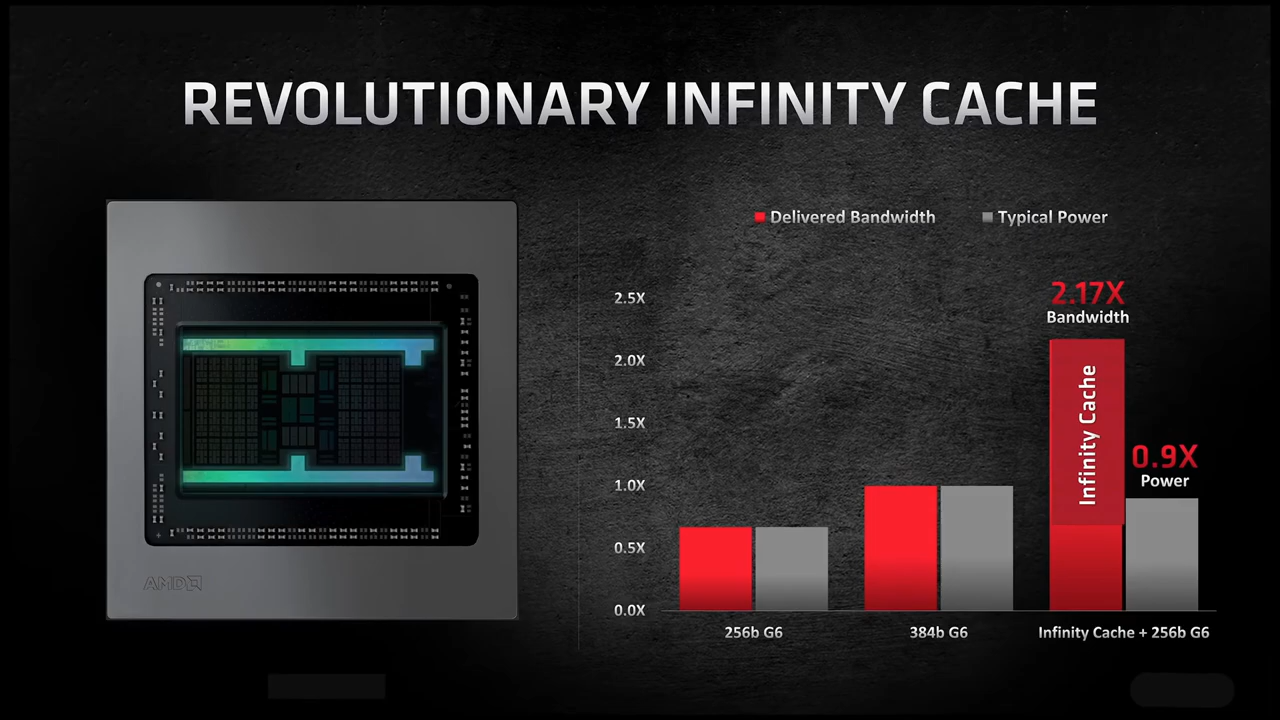 REVOLUTIONARY INFINITY CACHE
AMD
Delivered Bandwidth
Typical Power
2.5X
2.0X
1.5X
1.0X
0.5X
0.0X
2.17X
Bandwidth
Infinity Cache
0.9X
Power
256b G6
384b G6
Infinity Cache + 256b G6